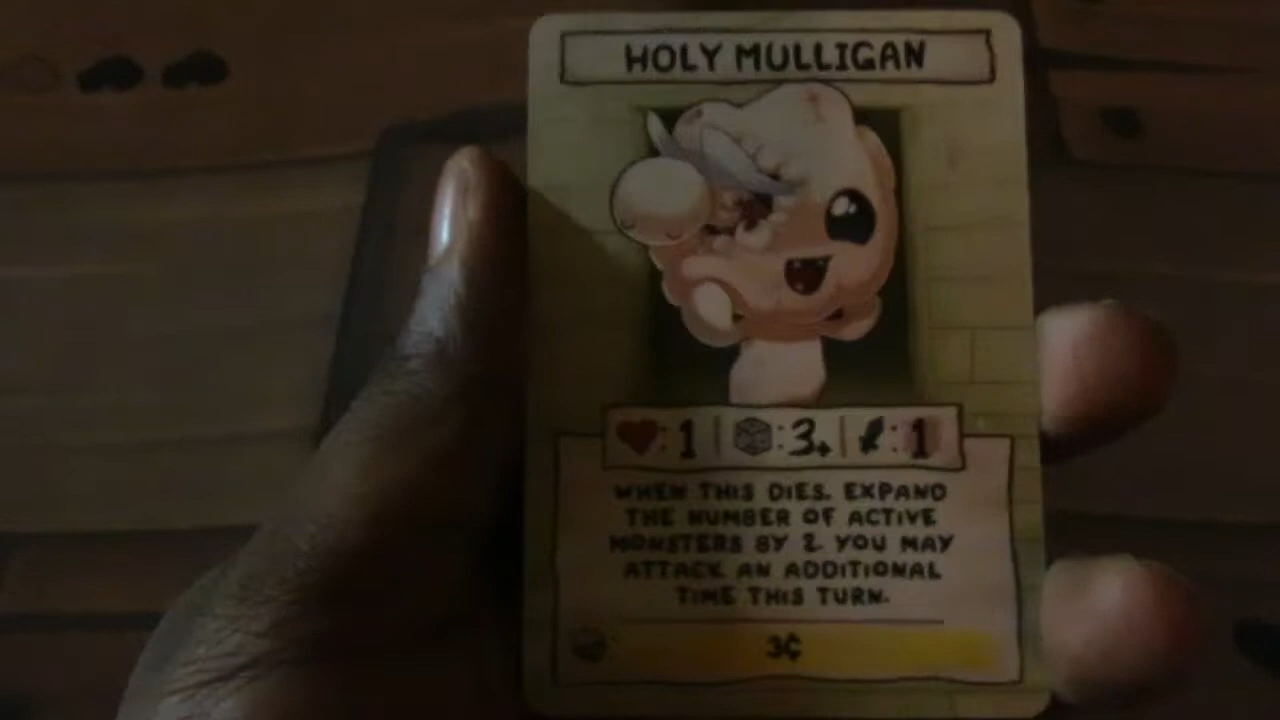 HOLY MULLIGAN
:1 :3+ :1
WHEN THIS DIES, EXPAND
THE NUMBER OF ACTIVE
MONSTERS BY 2. YOU MAY
ATTACK AN ADDITIONAL
TIME THIS TURN.
3¢